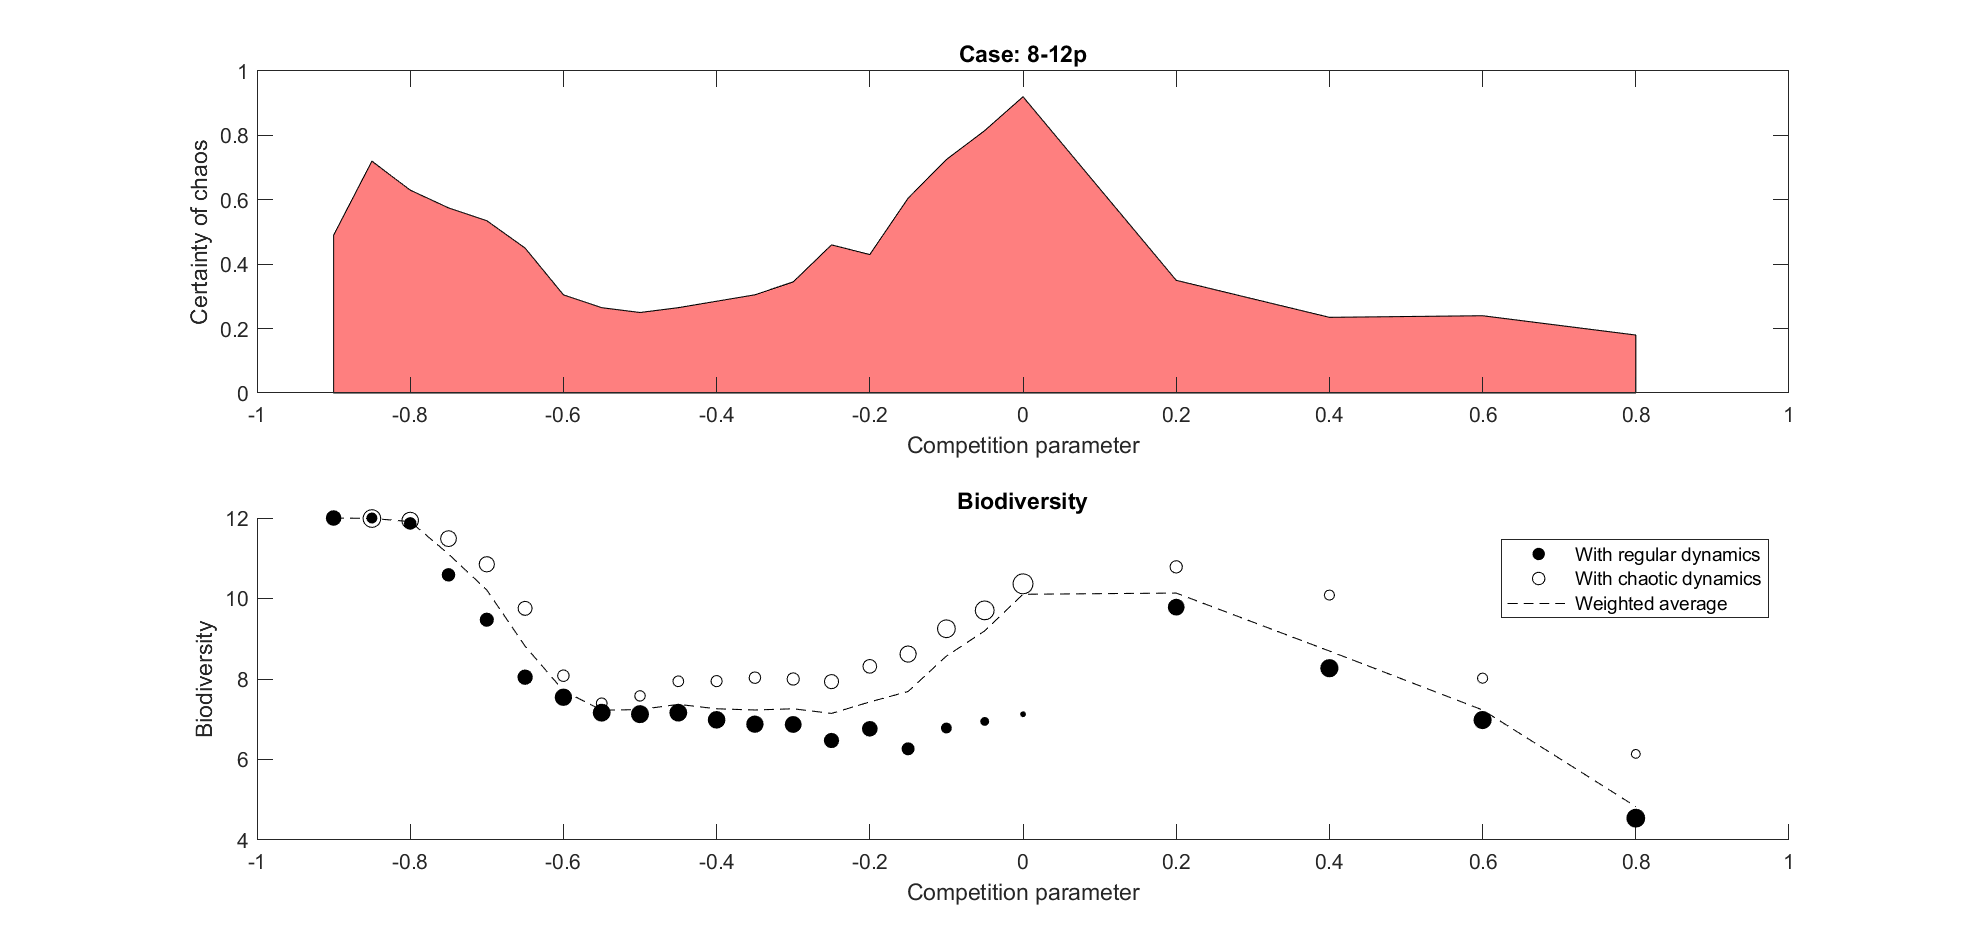 Case: 8-12p
Certainty of chaos
1
0.8
0.6
0.4
0.2
0
-1 -0.8 -0.6 -0.4 -0.2 0 0.2 0.4 0.6 0.8 1
Competition parameter
Biodiversity
Biodiversity
12
10
8
6
4
With regular dynamics
With chaotic dynamics
Weighted average
-1 -0.8 -0.6 -0.4 -0.2 0 0.2 0.4 0.6 0.8 1
Competition parameter